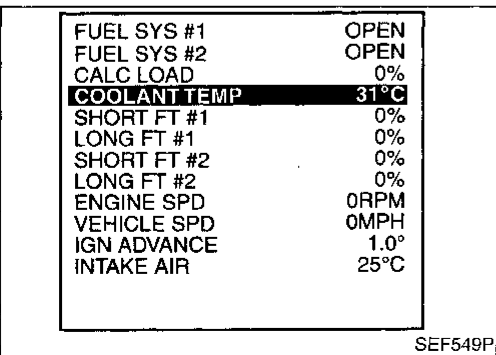 FUEL SYS #1 OPEN
FUEL SYS #2 OPEN
CALC LOAD 0%
COOLANT TEMP 31°C
SHORT FT #1 0%
LONG FT #1 0%
SHORT FT #2 0%
LONG FT #2 0%
ENGINE SPD 0RPM
VEHICLE SPD 0MPH
IGN ADVANCE 1.0°
INTAKE AIR 25°C
SEF549P